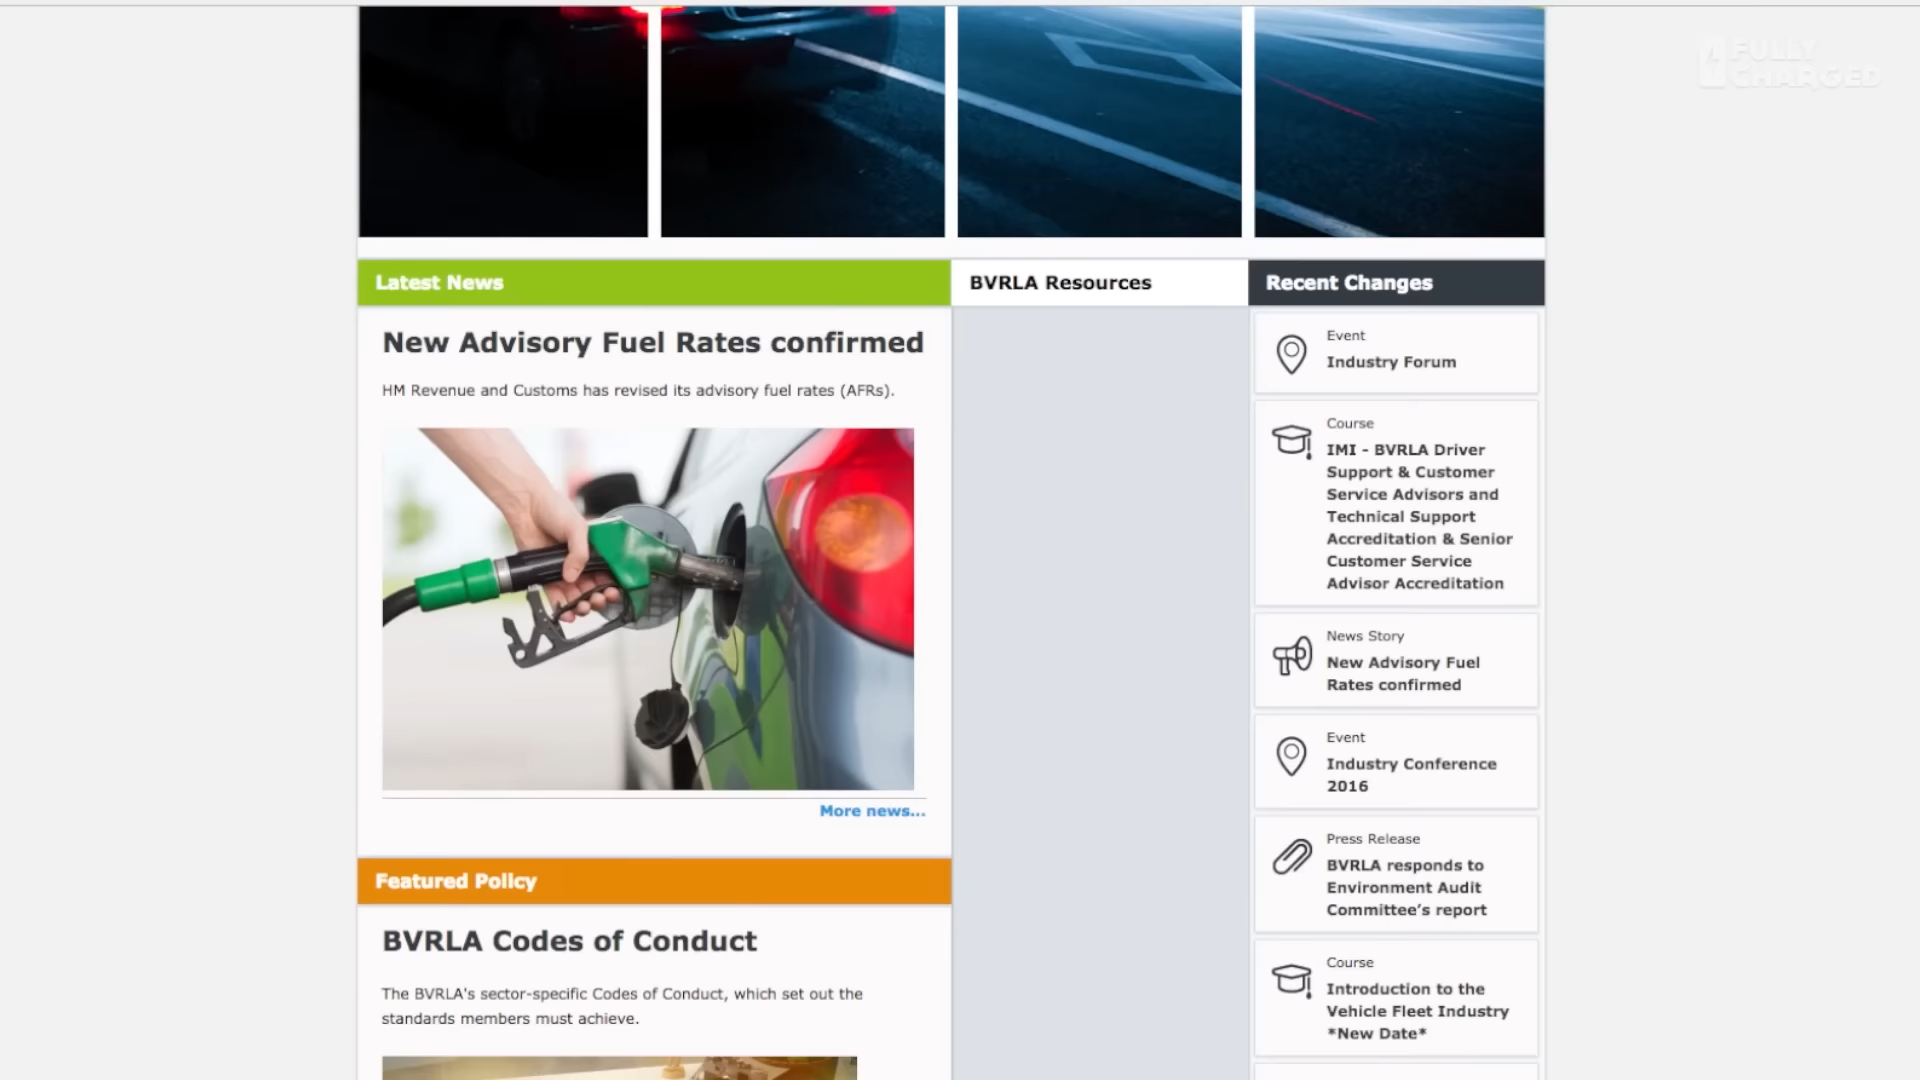 FULLY
CHARGED
Latest News
New Advisory Fuel Rates confirmed
HM Revenue and Customs has revised its advisory fuel rates (AFRs).
More news...
Featured Policy
BVRLA Codes of Conduct
The BVRLA's sector-specific Codes of Conduct, which set out the
standards members must achieve.
BVRLA Resources
Recent Changes
Event
Industry Forum
Course
IMI - BVRLA Driver
Support & Customer
Service Advisors and
Technical Support
Accreditation & Senior
Customer Service
Advisor Accreditation
News Story
New Advisory Fuel
Rates confirmed
Event
Industry Conference
2016
Press Release
BVRLA responds to
Environment Audit
Committee’s report
Course
Introduction to the
Vehicle Fleet Industry
*New Date*